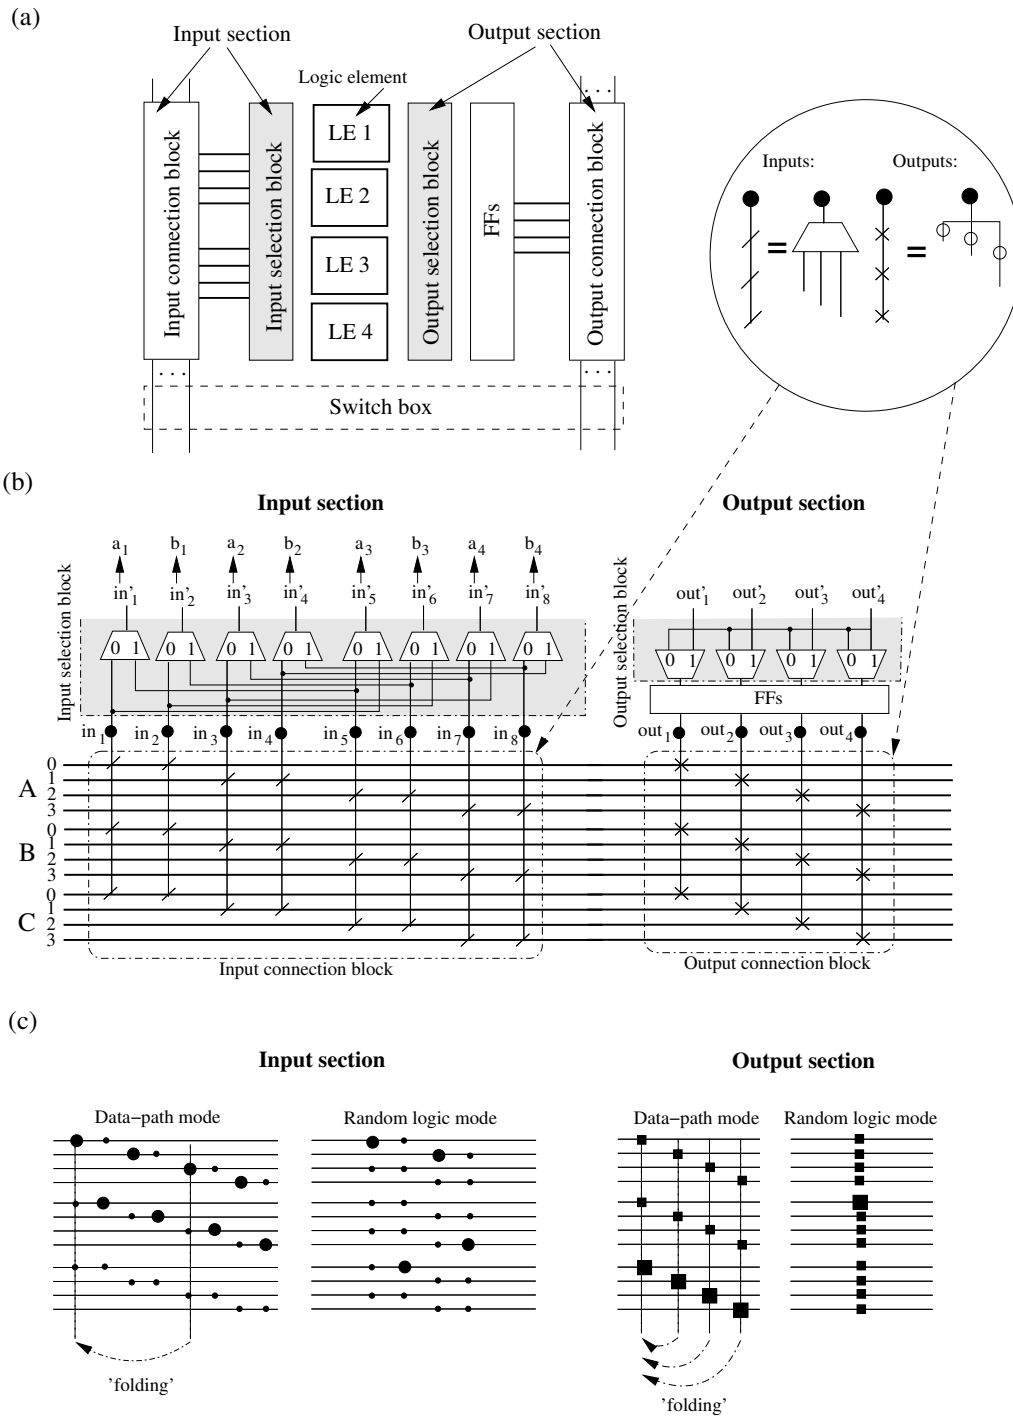 (a)
Input section
Output section
Logic element
Input connection block
Input selection block
LE 1
LE 2
LE 3
LE 4
Output selection block
FFs
Output connection block
. . .
. . .
. . .
Switch box
Inputs:
Outputs:
=
=
(b)
Input section
Output section
a1 b1 a2 b2 a3 b3 a4 b4
in'1 in'2 in'3 in'4 in'5 in'6 in'7 in'8
out'1 out'2 out'3 out'4
Input selection block
0 1 0 1 0 1 0 1 0 1 0 1 0 1 0 1
Output selection block
0 1 0 1 0 1 0 1
FFs
in1 in2 in3 in4 in5 in6 in7 in8
out1 out2 out3 out4
A
0
1
2
3
B
0
1
2
3
C
0
1
2
3
Input connection block
Output connection block
(c)
Input section
Output section
Data-path mode
Random logic mode
Data-path mode
Random logic mode
'folding'
'folding'